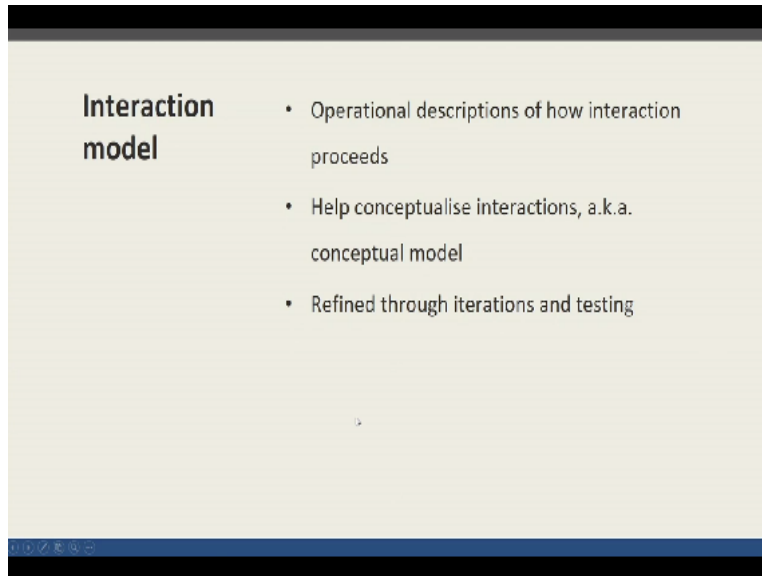 Interaction
model
• Operational descriptions of how interaction
proceeds
• Help conceptualise interactions, a.k.a.
conceptual model
• Refined through iterations and testing